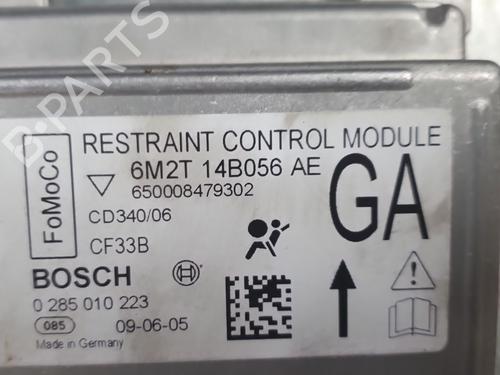 B-PARTS
RESTRAINT CONTROL MODULE
FoMoCo
6M2T 14B056 AE
650008479302
GA
CD340/06
CF33B
BOSCH
0 285 010 223
085
09-06-05
Made in Germany